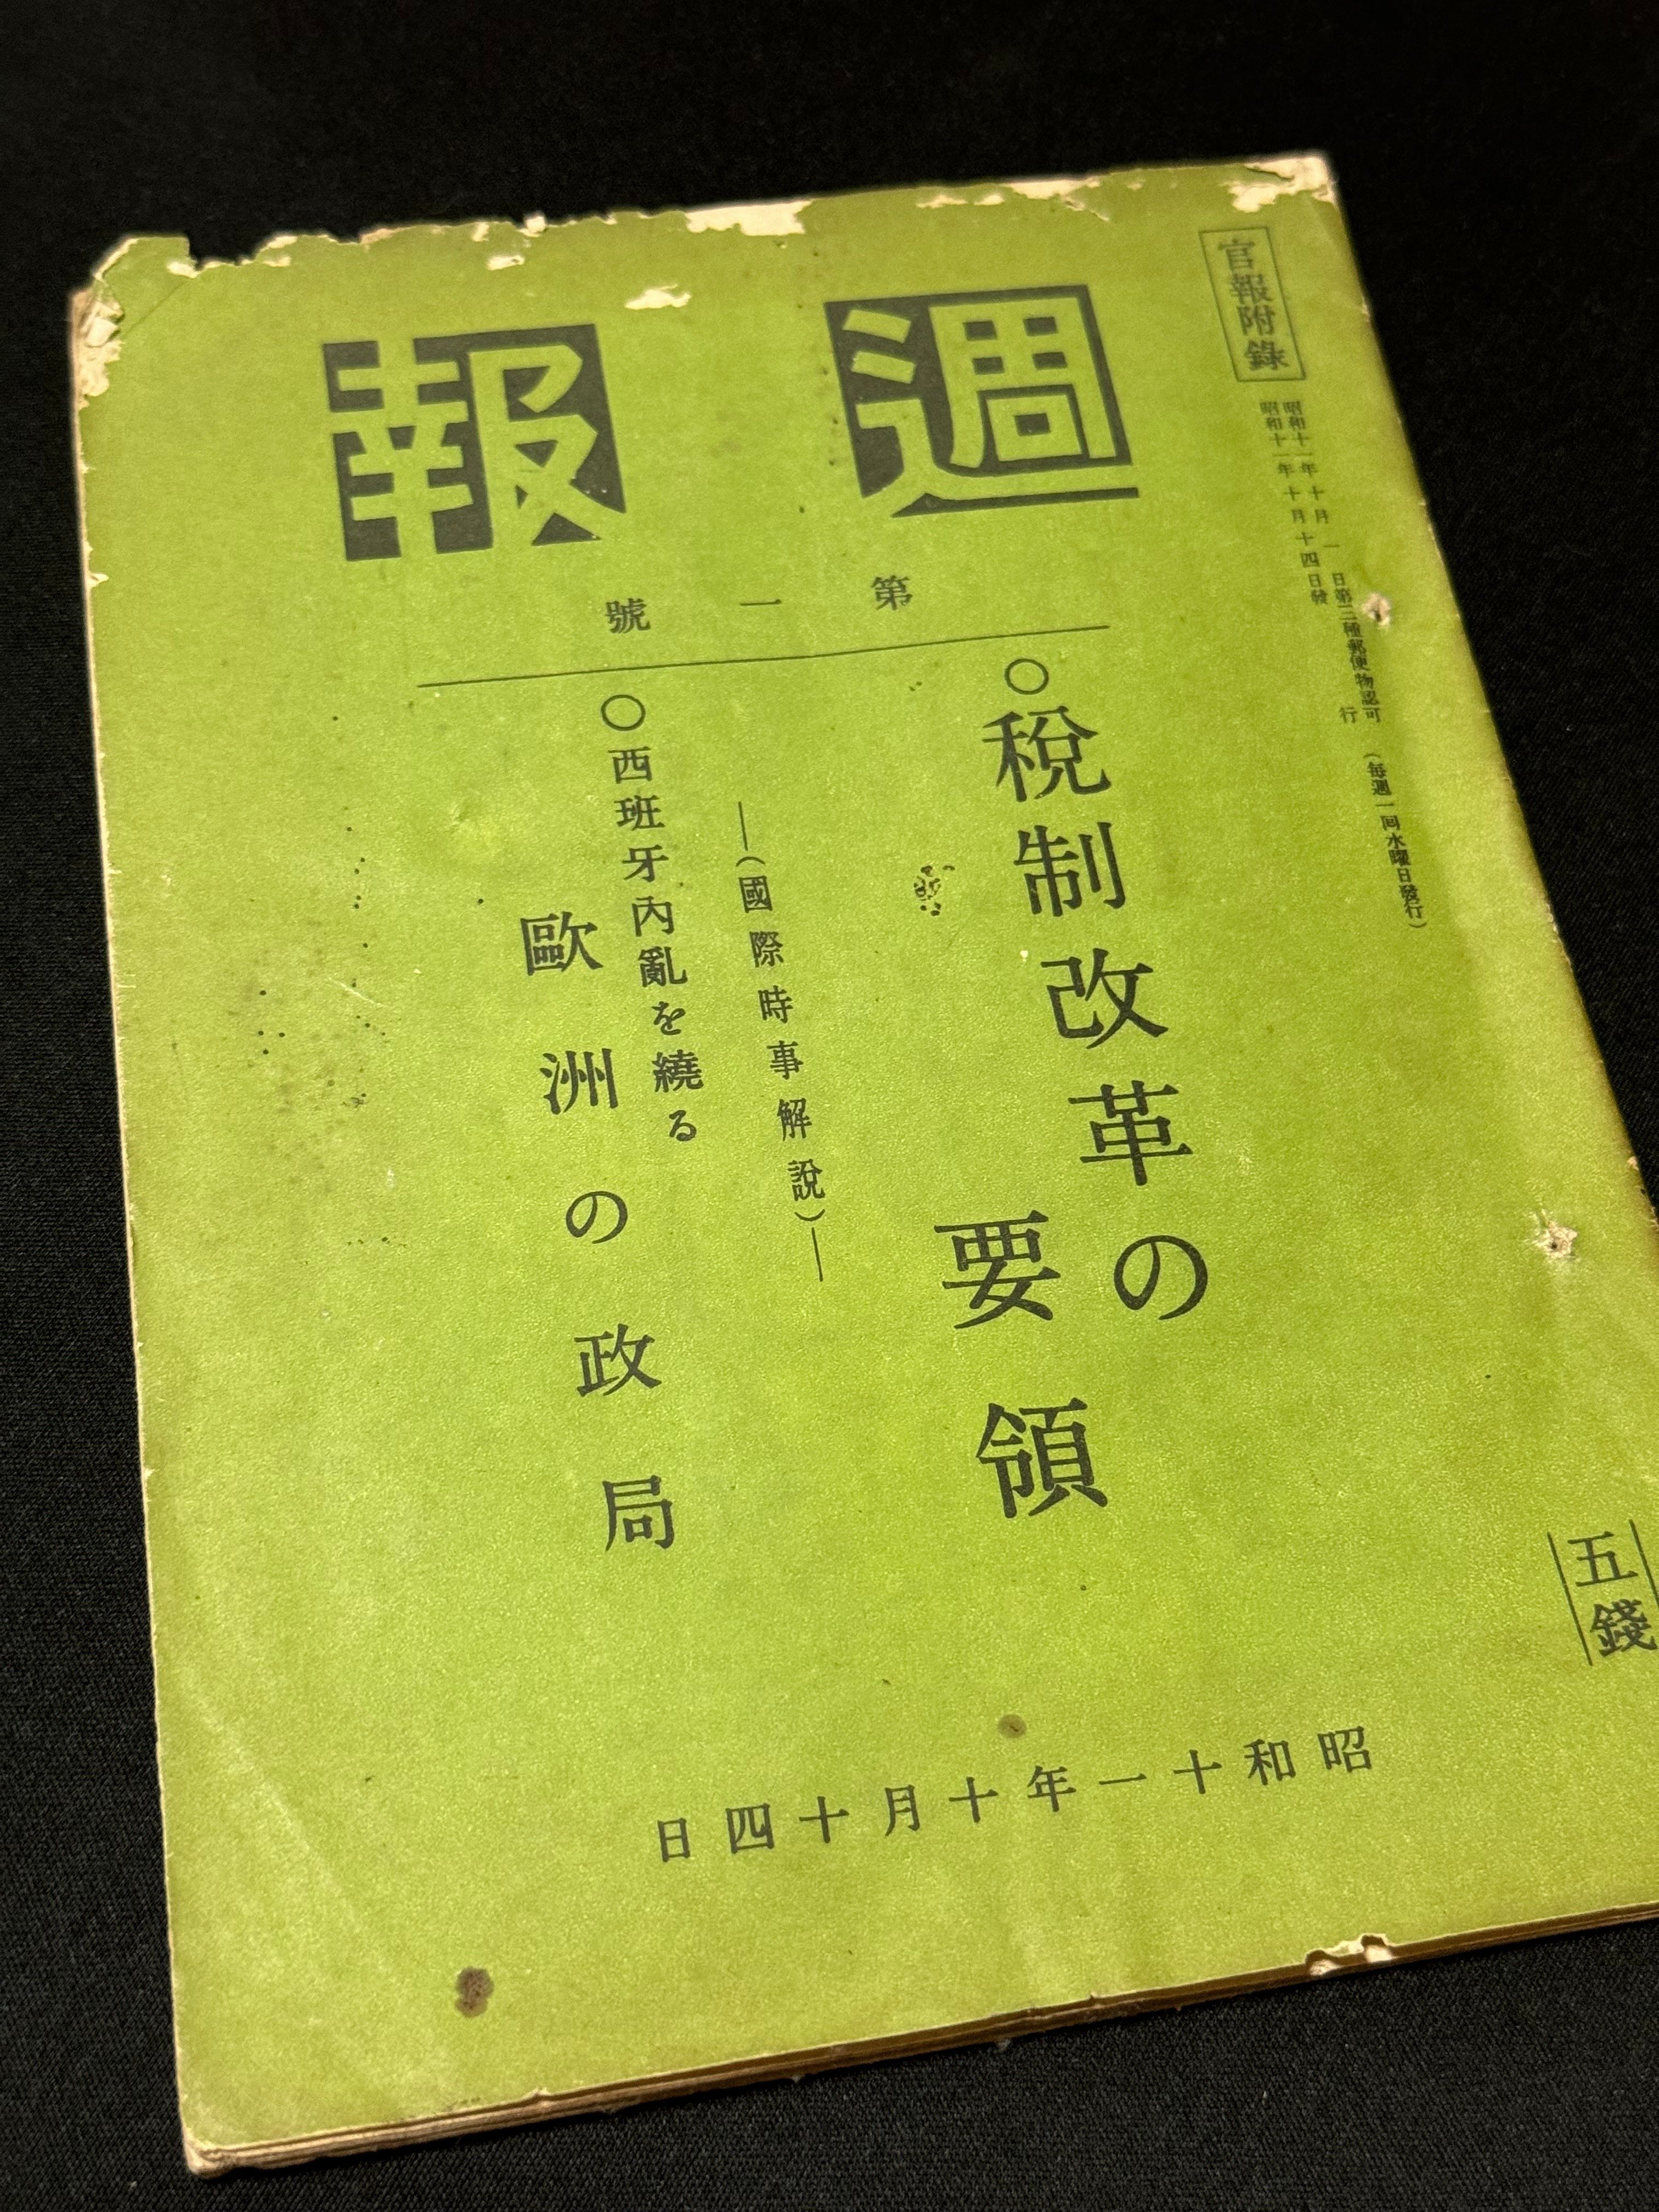 官報附錄
昭和十一年十月一日第三種郵便物認可
昭和十一年十月十四日發行
(每週一回水曜日發行)
週報
第一號
○稅制改革の
要領
―(國際時事解說)―
○西班牙內亂を繞る
歐洲の政局
五錢
昭和十一年十月十四日